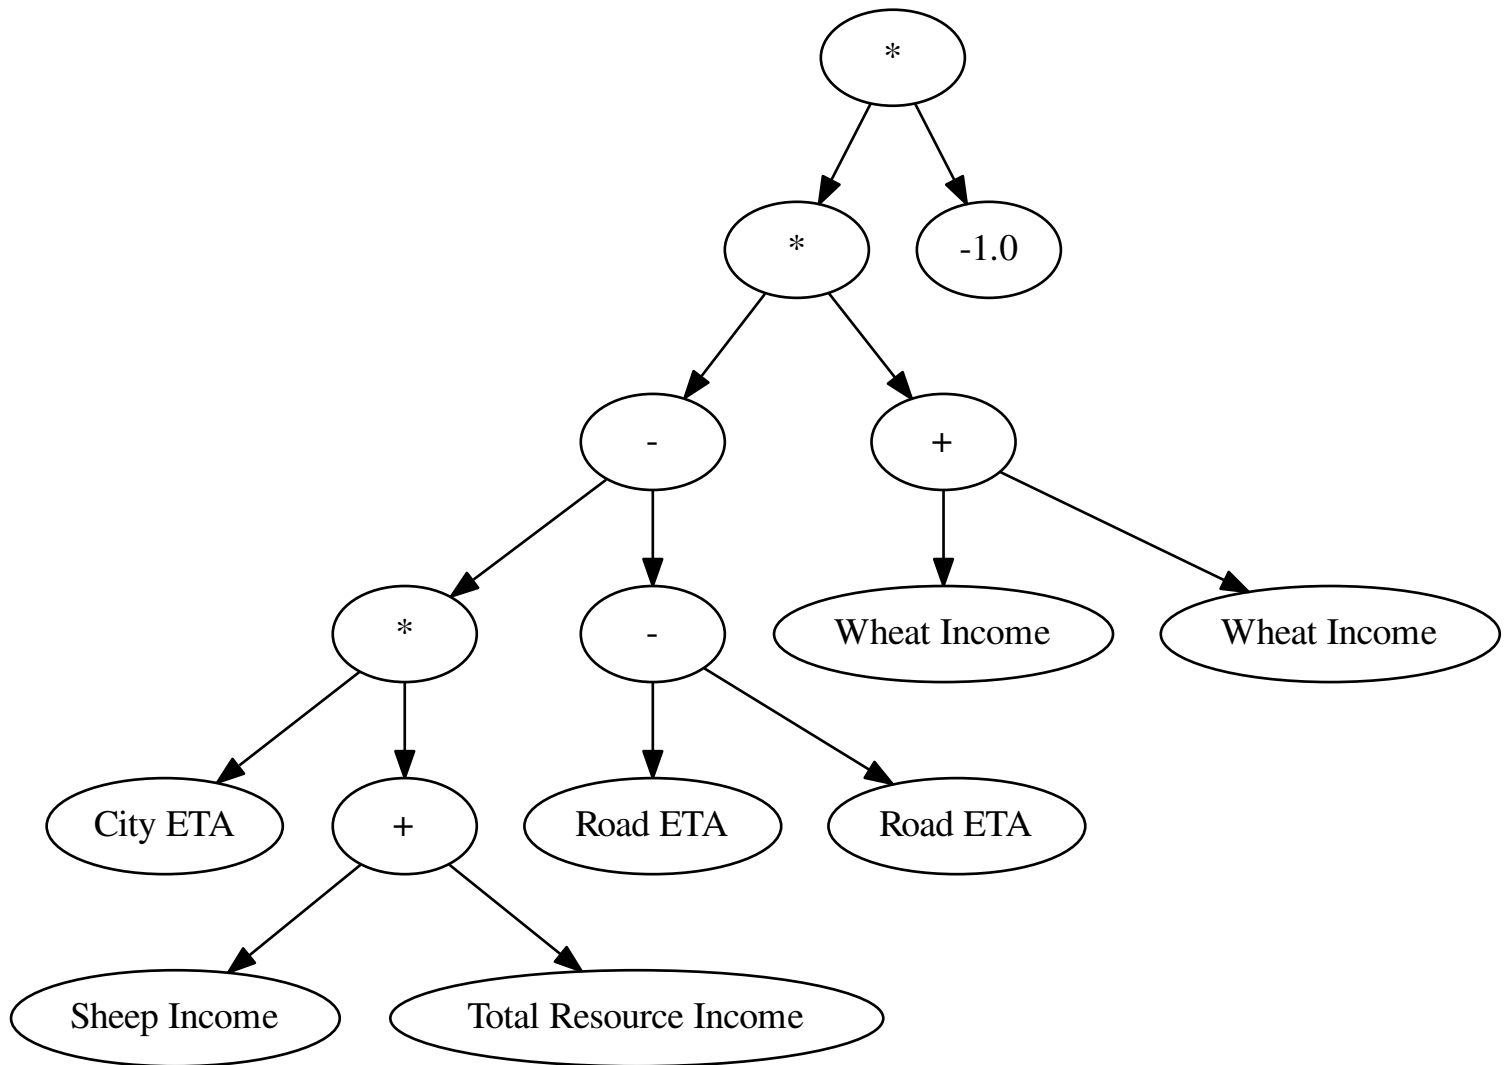 *
*
-1.0
-
+
*
-
Wheat Income
Wheat Income
City ETA
+
Road ETA
Road ETA
Sheep Income
Total Resource Income